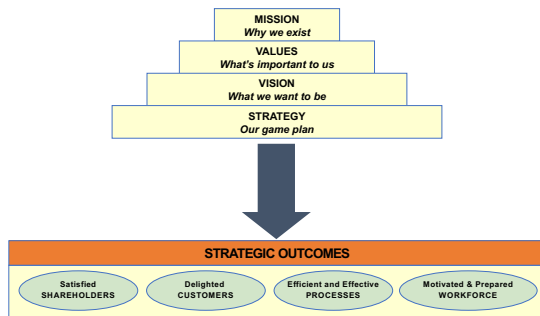 MISSION
Why we exist
VALUES
What's important to us
VISION
What we want to be
STRATEGY
Our game plan
STRATEGIC OUTCOMES
Satisfied
SHAREHOLDERS
Delighted
CUSTOMERS
Efficient and Effective
PROCESSES
Motivated & Prepared
WORKFORCE